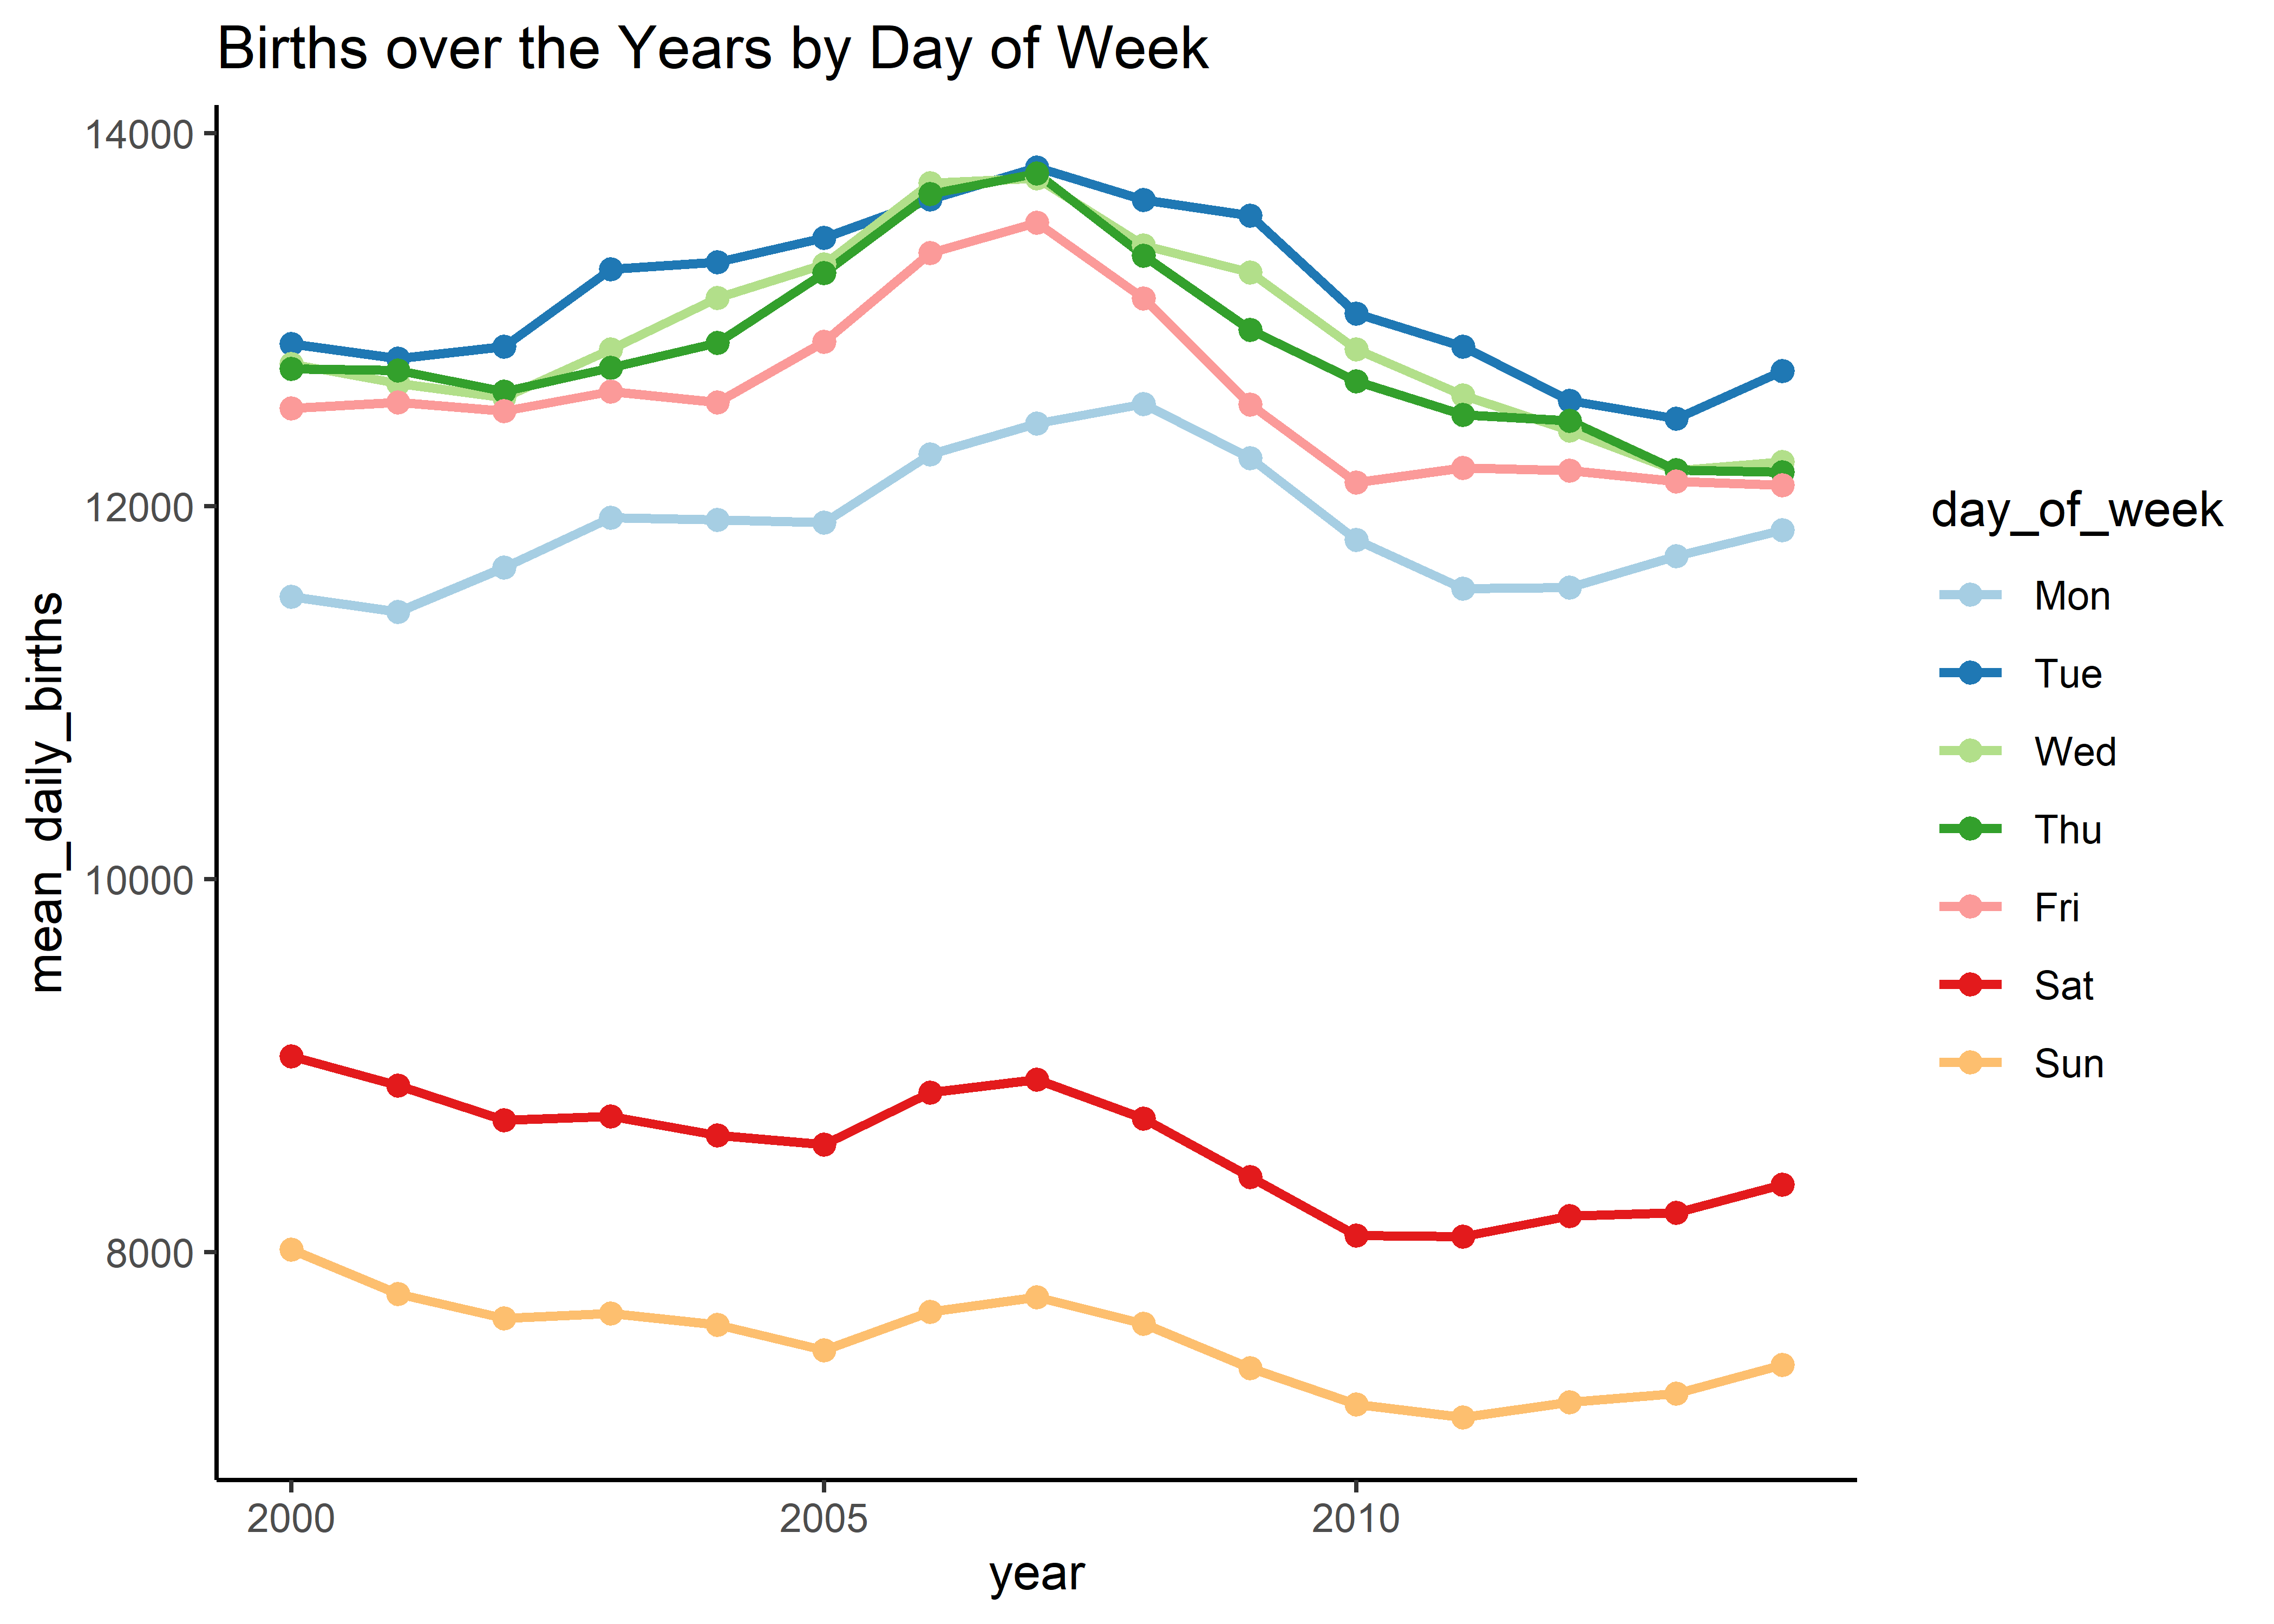 Births over the Years by Day of Week
14000
12000
10000
8000
mean_daily_births
2000
2005
2010
year
day_of_week
Mon
Tue
Wed
Thu
Fri
Sat
Sun